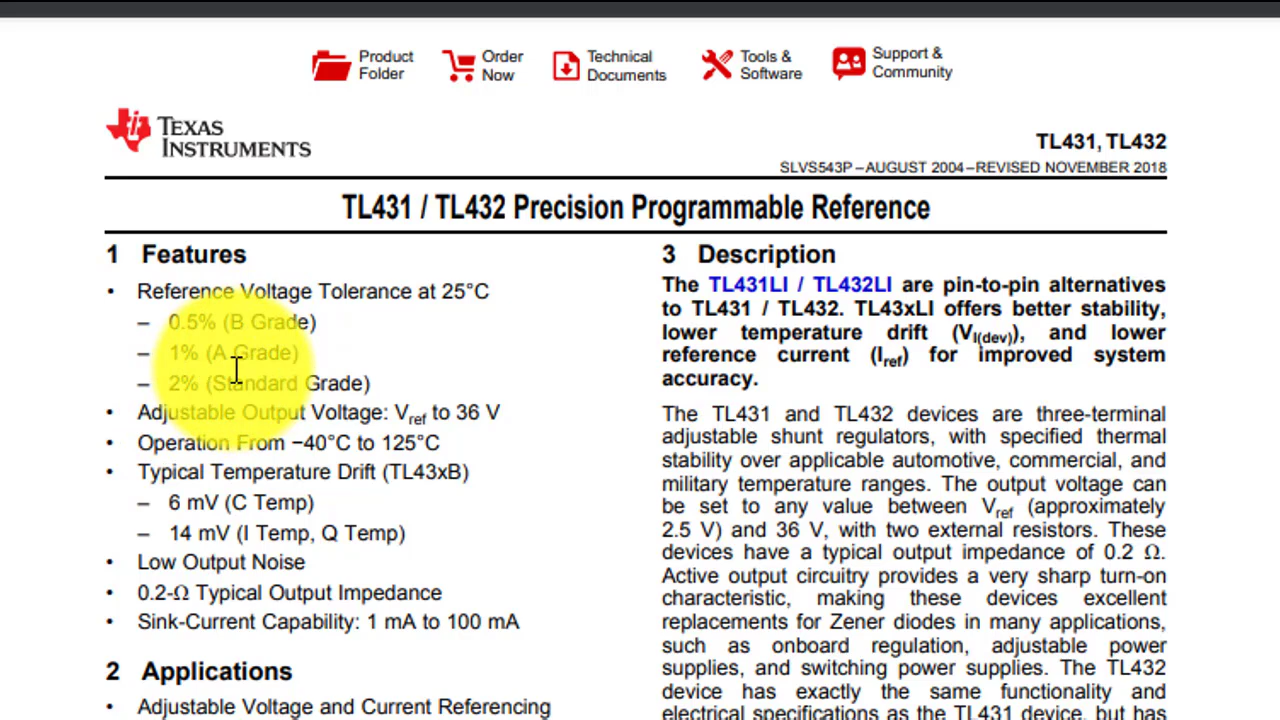 Product Folder
Order Now
Technical Documents
Tools & Software
Support & Community
TEXAS INSTRUMENTS
TL431, TL432
SLVS543P –AUGUST 2004–REVISED NOVEMBER 2018
TL431 / TL432 Precision Programmable Reference
1 Features
• Reference Voltage Tolerance at 25°C
– 0.5% (B Grade)
– 1% (A Grade)
– 2% (Standard Grade)
• Adjustable Output Voltage: Vref to 36 V
• Operation From −40°C to 125°C
• Typical Temperature Drift (TL43xB)
– 6 mV (C Temp)
– 14 mV (I Temp, Q Temp)
• Low Output Noise
• 0.2-Ω Typical Output Impedance
• Sink-Current Capability: 1 mA to 100 mA
2 Applications
• Adjustable Voltage and Current Referencing
3 Description
The TL431LI / TL432LI are pin-to-pin alternatives
to TL431 / TL432. TL43xLI offers better stability,
lower temperature drift (VI(dev)), and lower
reference current (Iref) for improved system
accuracy.
The TL431 and TL432 devices are three-terminal
adjustable shunt regulators, with specified thermal
stability over applicable automotive, commercial, and
military temperature ranges. The output voltage can
be set to any value between Vref (approximately
2.5 V) and 36 V, with two external resistors. These
devices have a typical output impedance of 0.2 Ω.
Active output circuitry provides a very sharp turn-on
characteristic, making these devices excellent
replacements for Zener diodes in many applications,
such as onboard regulation, adjustable power
supplies, and switching power supplies. The TL432
device has exactly the same functionality and
electrical specifications as the TL431 device, but has